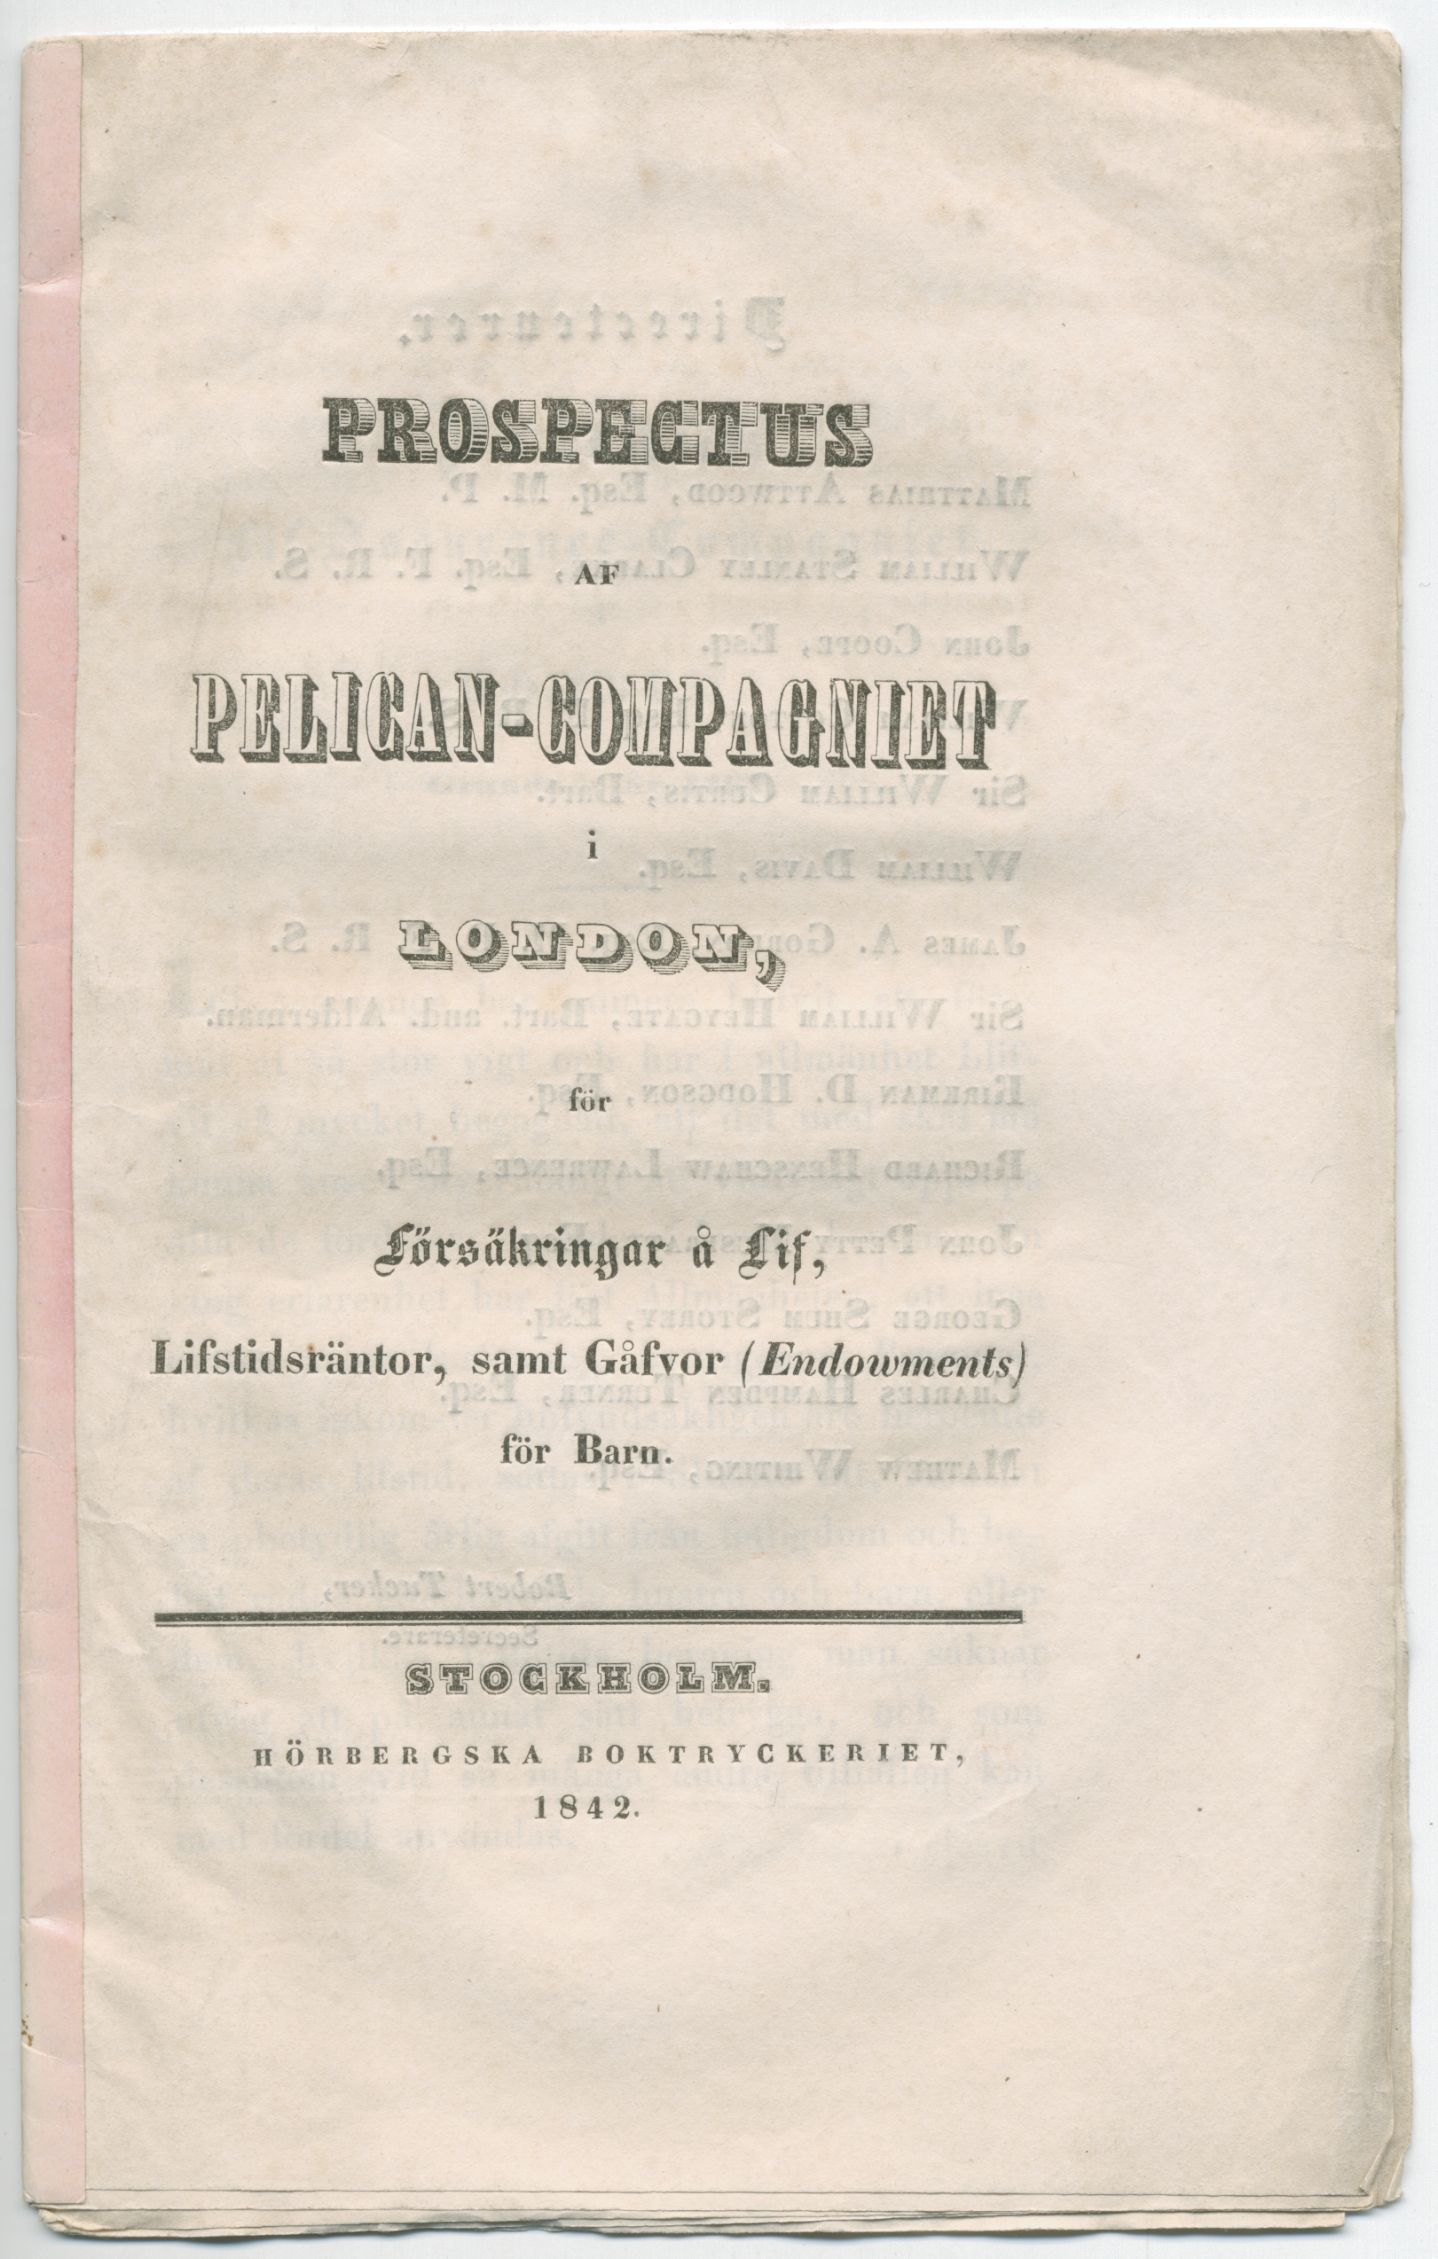 PROSPECTUS
AF
PELICAN-COMPAGNIET
i
LONDON,
för
Försäkringar å Lif,
Lifstidsräntor, samt Gåfvor (Endowments)
för Barn.
STOCKHOLM.
HÖRBERGSKA BOKTRYCKERIET,
1842.